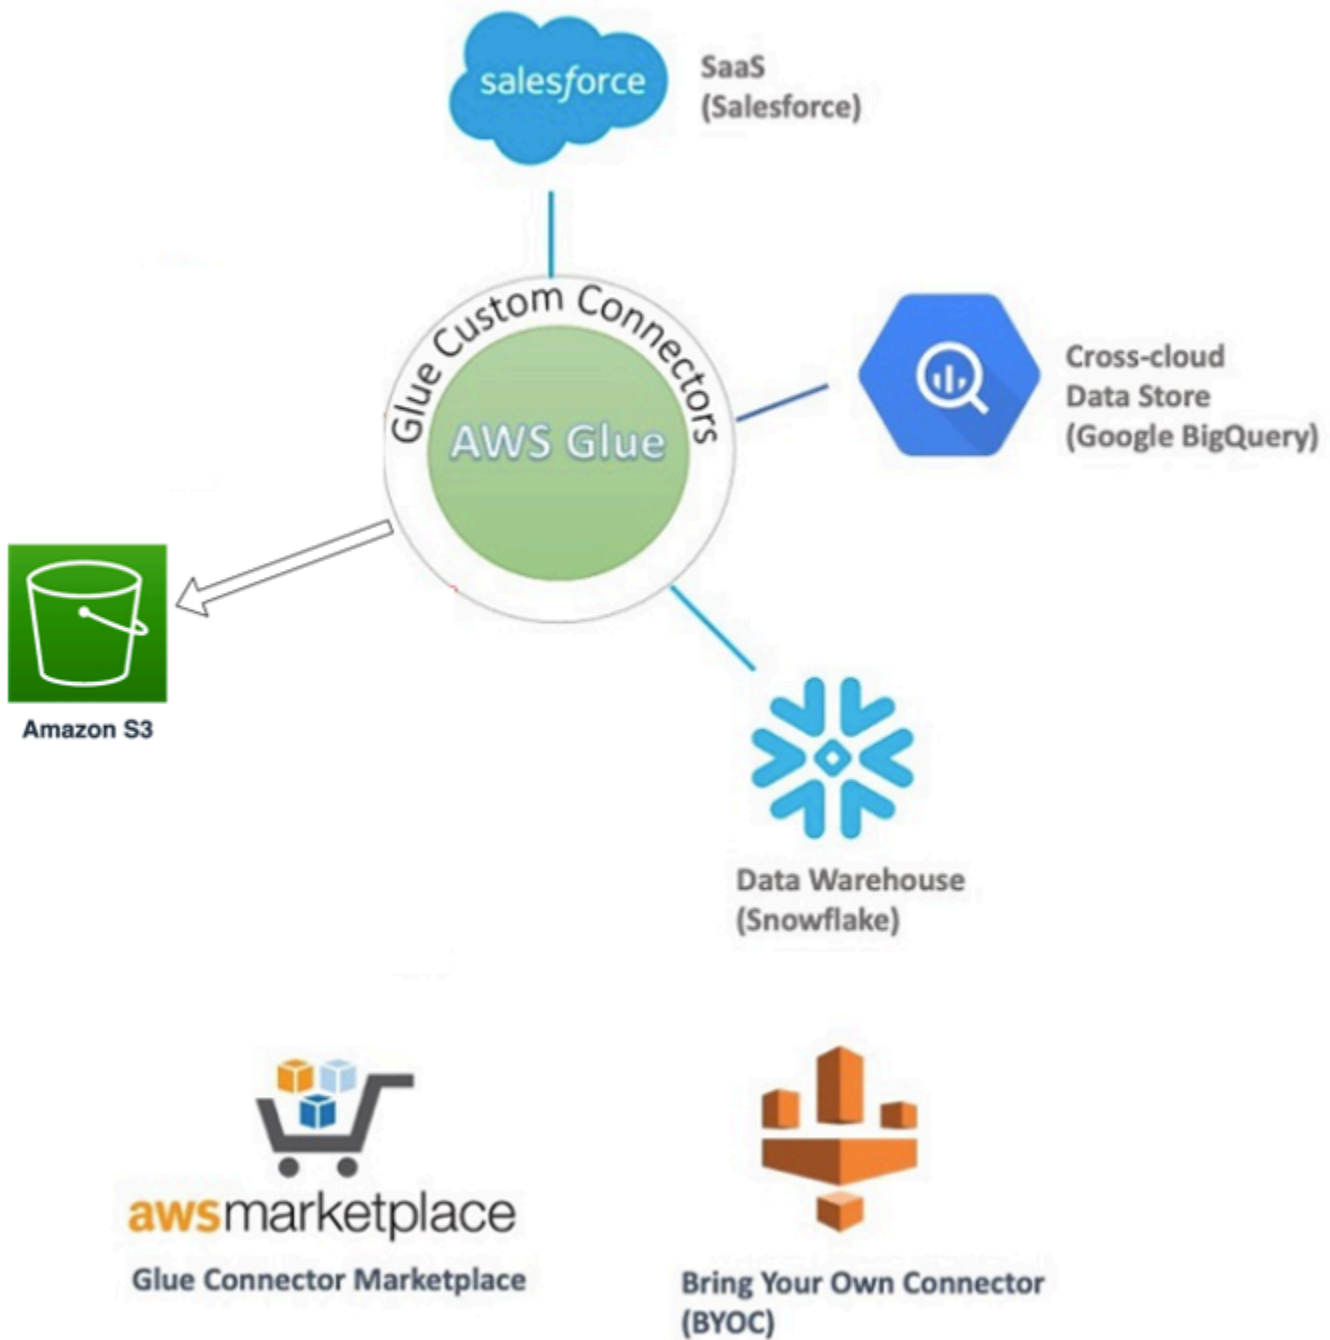 salesforce
SaaS
(Salesforce)
Glue Custom Connectors
AWS Glue
Cross-cloud
Data Store
(Google BigQuery)
Amazon S3
Data Warehouse
(Snowflake)
awsmarketplace
Glue Connector Marketplace
Bring Your Own Connector
(BYOC)